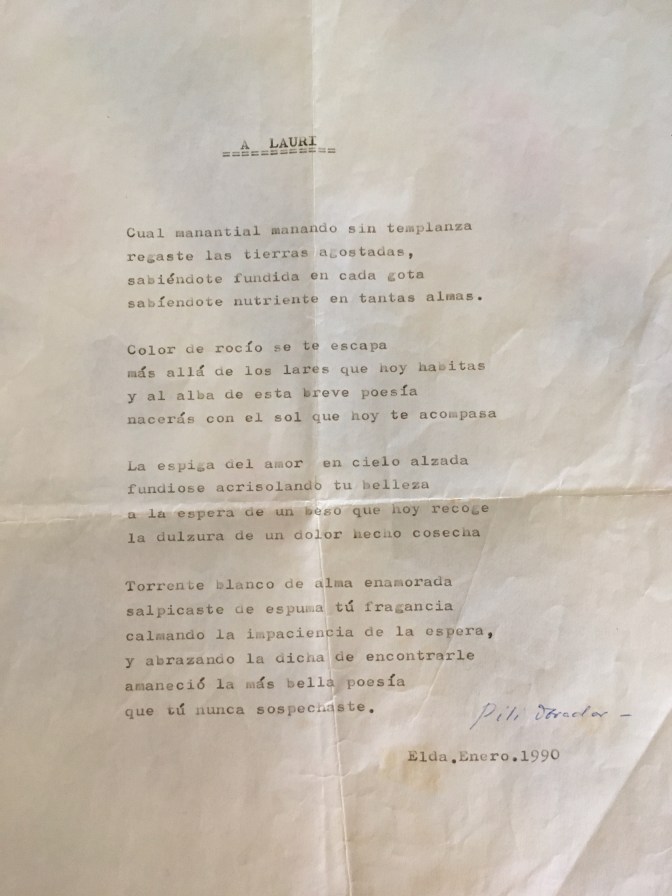 A LAURI
==============
Cual manantial manando sin templanza
regaste las tierras agostadas,
sabiéndote fundida en cada gota
sabíendote nutriente en tantas almas.
Color de rocío se te escapa
más allá de los lares que hoy habitas
y al alba de esta breve poesía
nacerás con el sol que hoy te acompasa
La espiga del amor en cielo alzada
fundiose acrisolando tu belleza
a la espera de un beso que hoy recoge
la dulzura de un dolor hecho cosecha
Torrente blanco de alma enamorada
salpicaste de espuma tú fragancia
calmando la impaciencia de la espera,
y abrazando la dicha de encontrarle
amaneció la más bella poesía
que tú nunca sospechaste.
Pili
Elda.Enero.1990